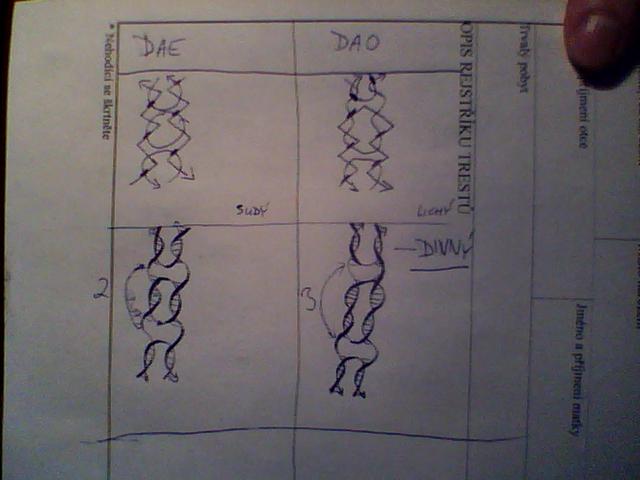 DAE
DAO
SUDÝ
LICHÝ
DIVNÝ
2
3
OPIS REJSTŘÍKU TRESTŮ
Trvalý pobyt
příjmení otce
Jméno a příjmení matky
* Nehodící se škrtněte